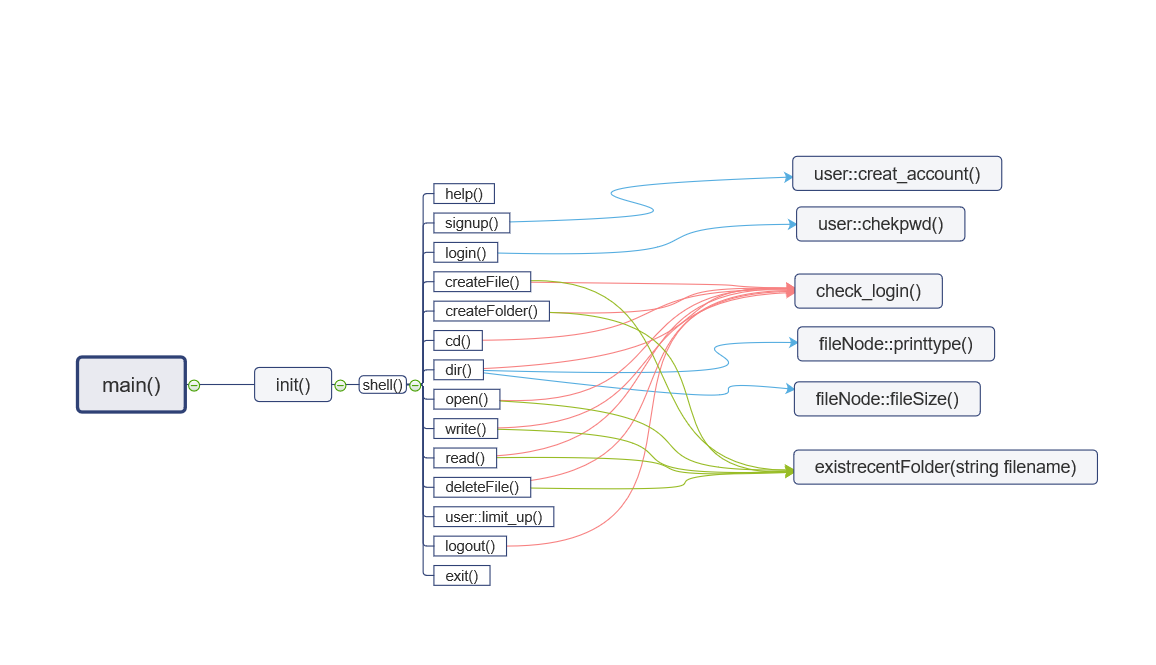 main()
init()
shell()
help()
signup()
login()
createFile()
createFolder()
cd()
dir()
open()
write()
read()
deleteFile()
user::limit_up()
logout()
exit()
user::creat_account()
user::chekpwd()
check_login()
fileNode::printtype()
fileNode::fileSize()
existrecentFolder(string filename)